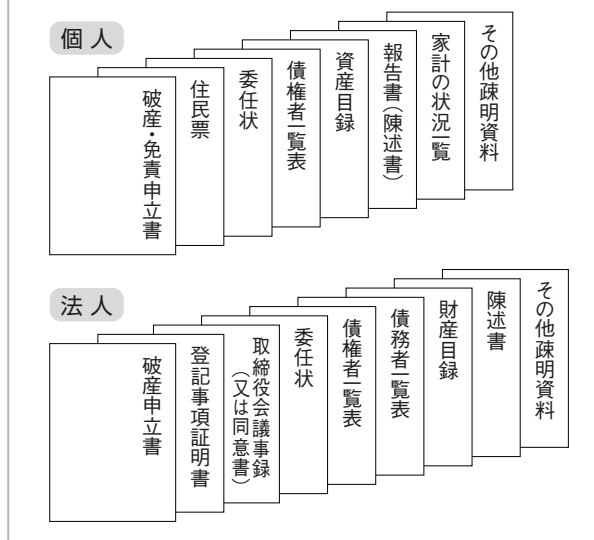 個人
破産・免責申立書
住民票
委任状
債権者一覧表
資産目録
報告書(陳述書)
家計の状況一覧
その他疎明資料
法人
破産申立書
登記事項証明書
取締役会議事録
(又は同意書)
委任状
債権者一覧表
債務者一覧表
財産目録
陳述書
その他疎明資料